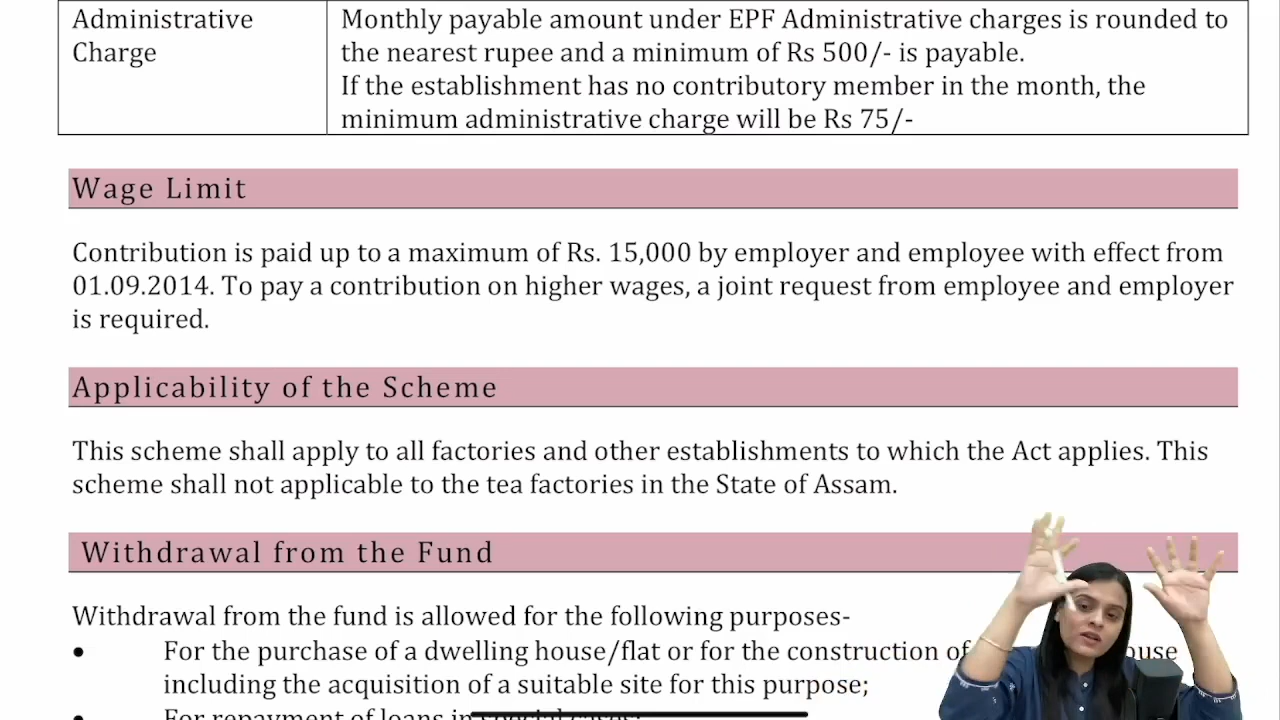 Administrative
Charge
Monthly payable amount under EPF Administrative charges is rounded to
the nearest rupee and a minimum of Rs 500/- is payable.
If the establishment has no contributory member in the month, the
minimum administrative charge will be Rs 75/-
Wage Limit
Contribution is paid up to a maximum of Rs. 15,000 by employer and employee with effect from
01.09.2014. To pay a contribution on higher wages, a joint request from employee and employer
is required.
Applicability of the Scheme
This scheme shall apply to all factories and other establishments to which the Act applies. This
scheme shall not applicable to the tea factories in the State of Assam.
Withdrawal from the Fund
Withdrawal from the fund is allowed for the following purposes-
• For the purchase of a dwelling house/flat or for the construction of
including the acquisition of a suitable site for this purpose;
• For repayment of loans in special cases;